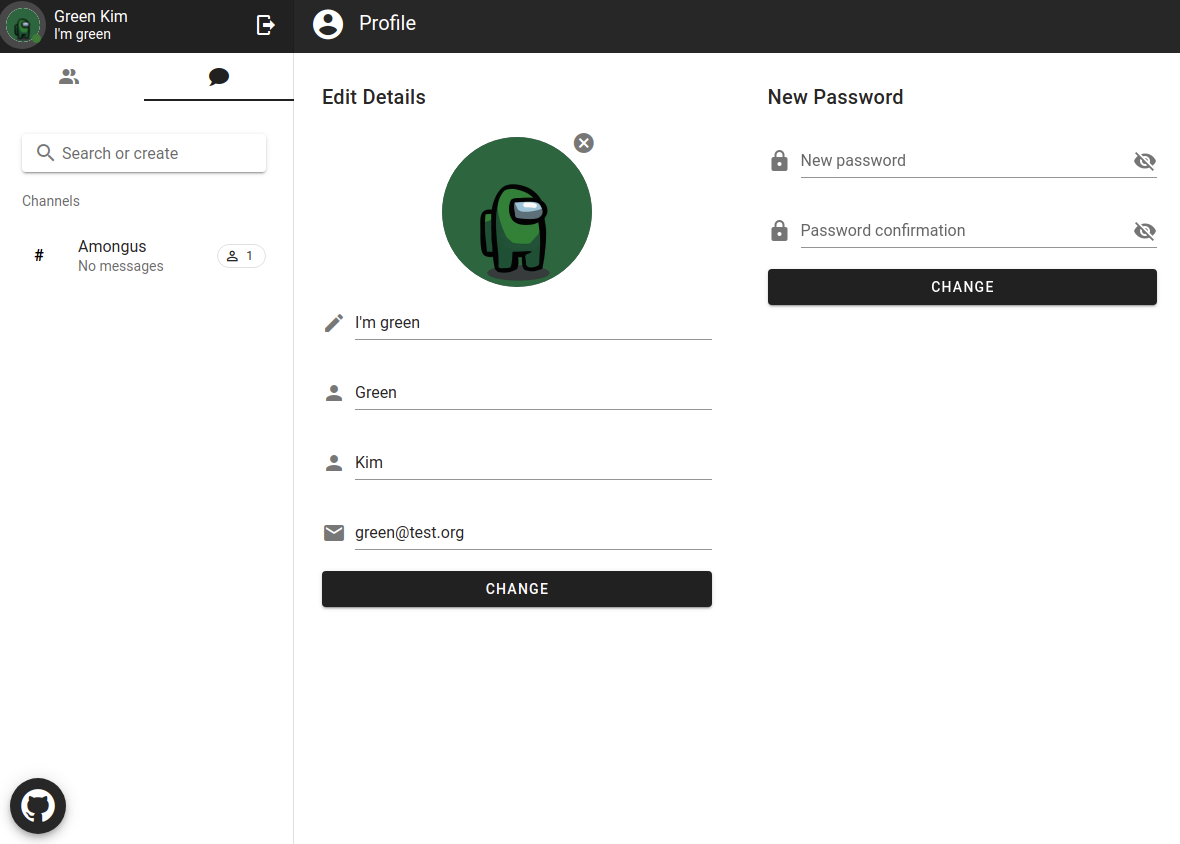 Green Kim
I'm green
Profile
Search or create
Channels
#
Amongus
No messages
1
Edit Details
I'm green
Green
Kim
green@test.org
CHANGE
New Password
New password
Password confirmation
CHANGE